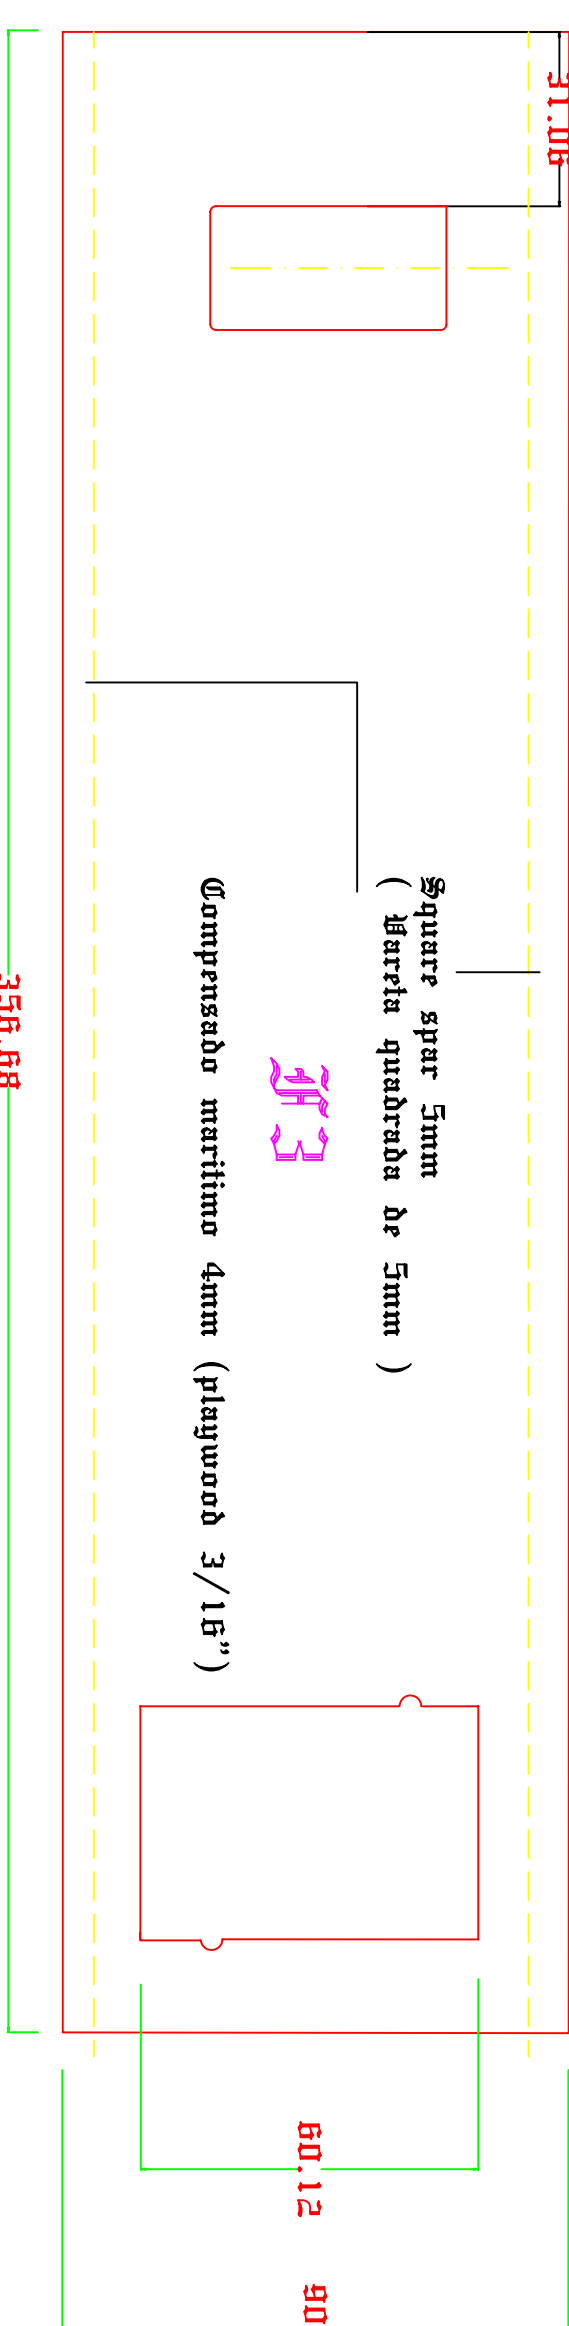 31.06
Square spar 5mm
( Vareta quadrada de 5mm )
F3
Compensado maritimo 4mm (playwood 3/16")
356.68
60.12
90